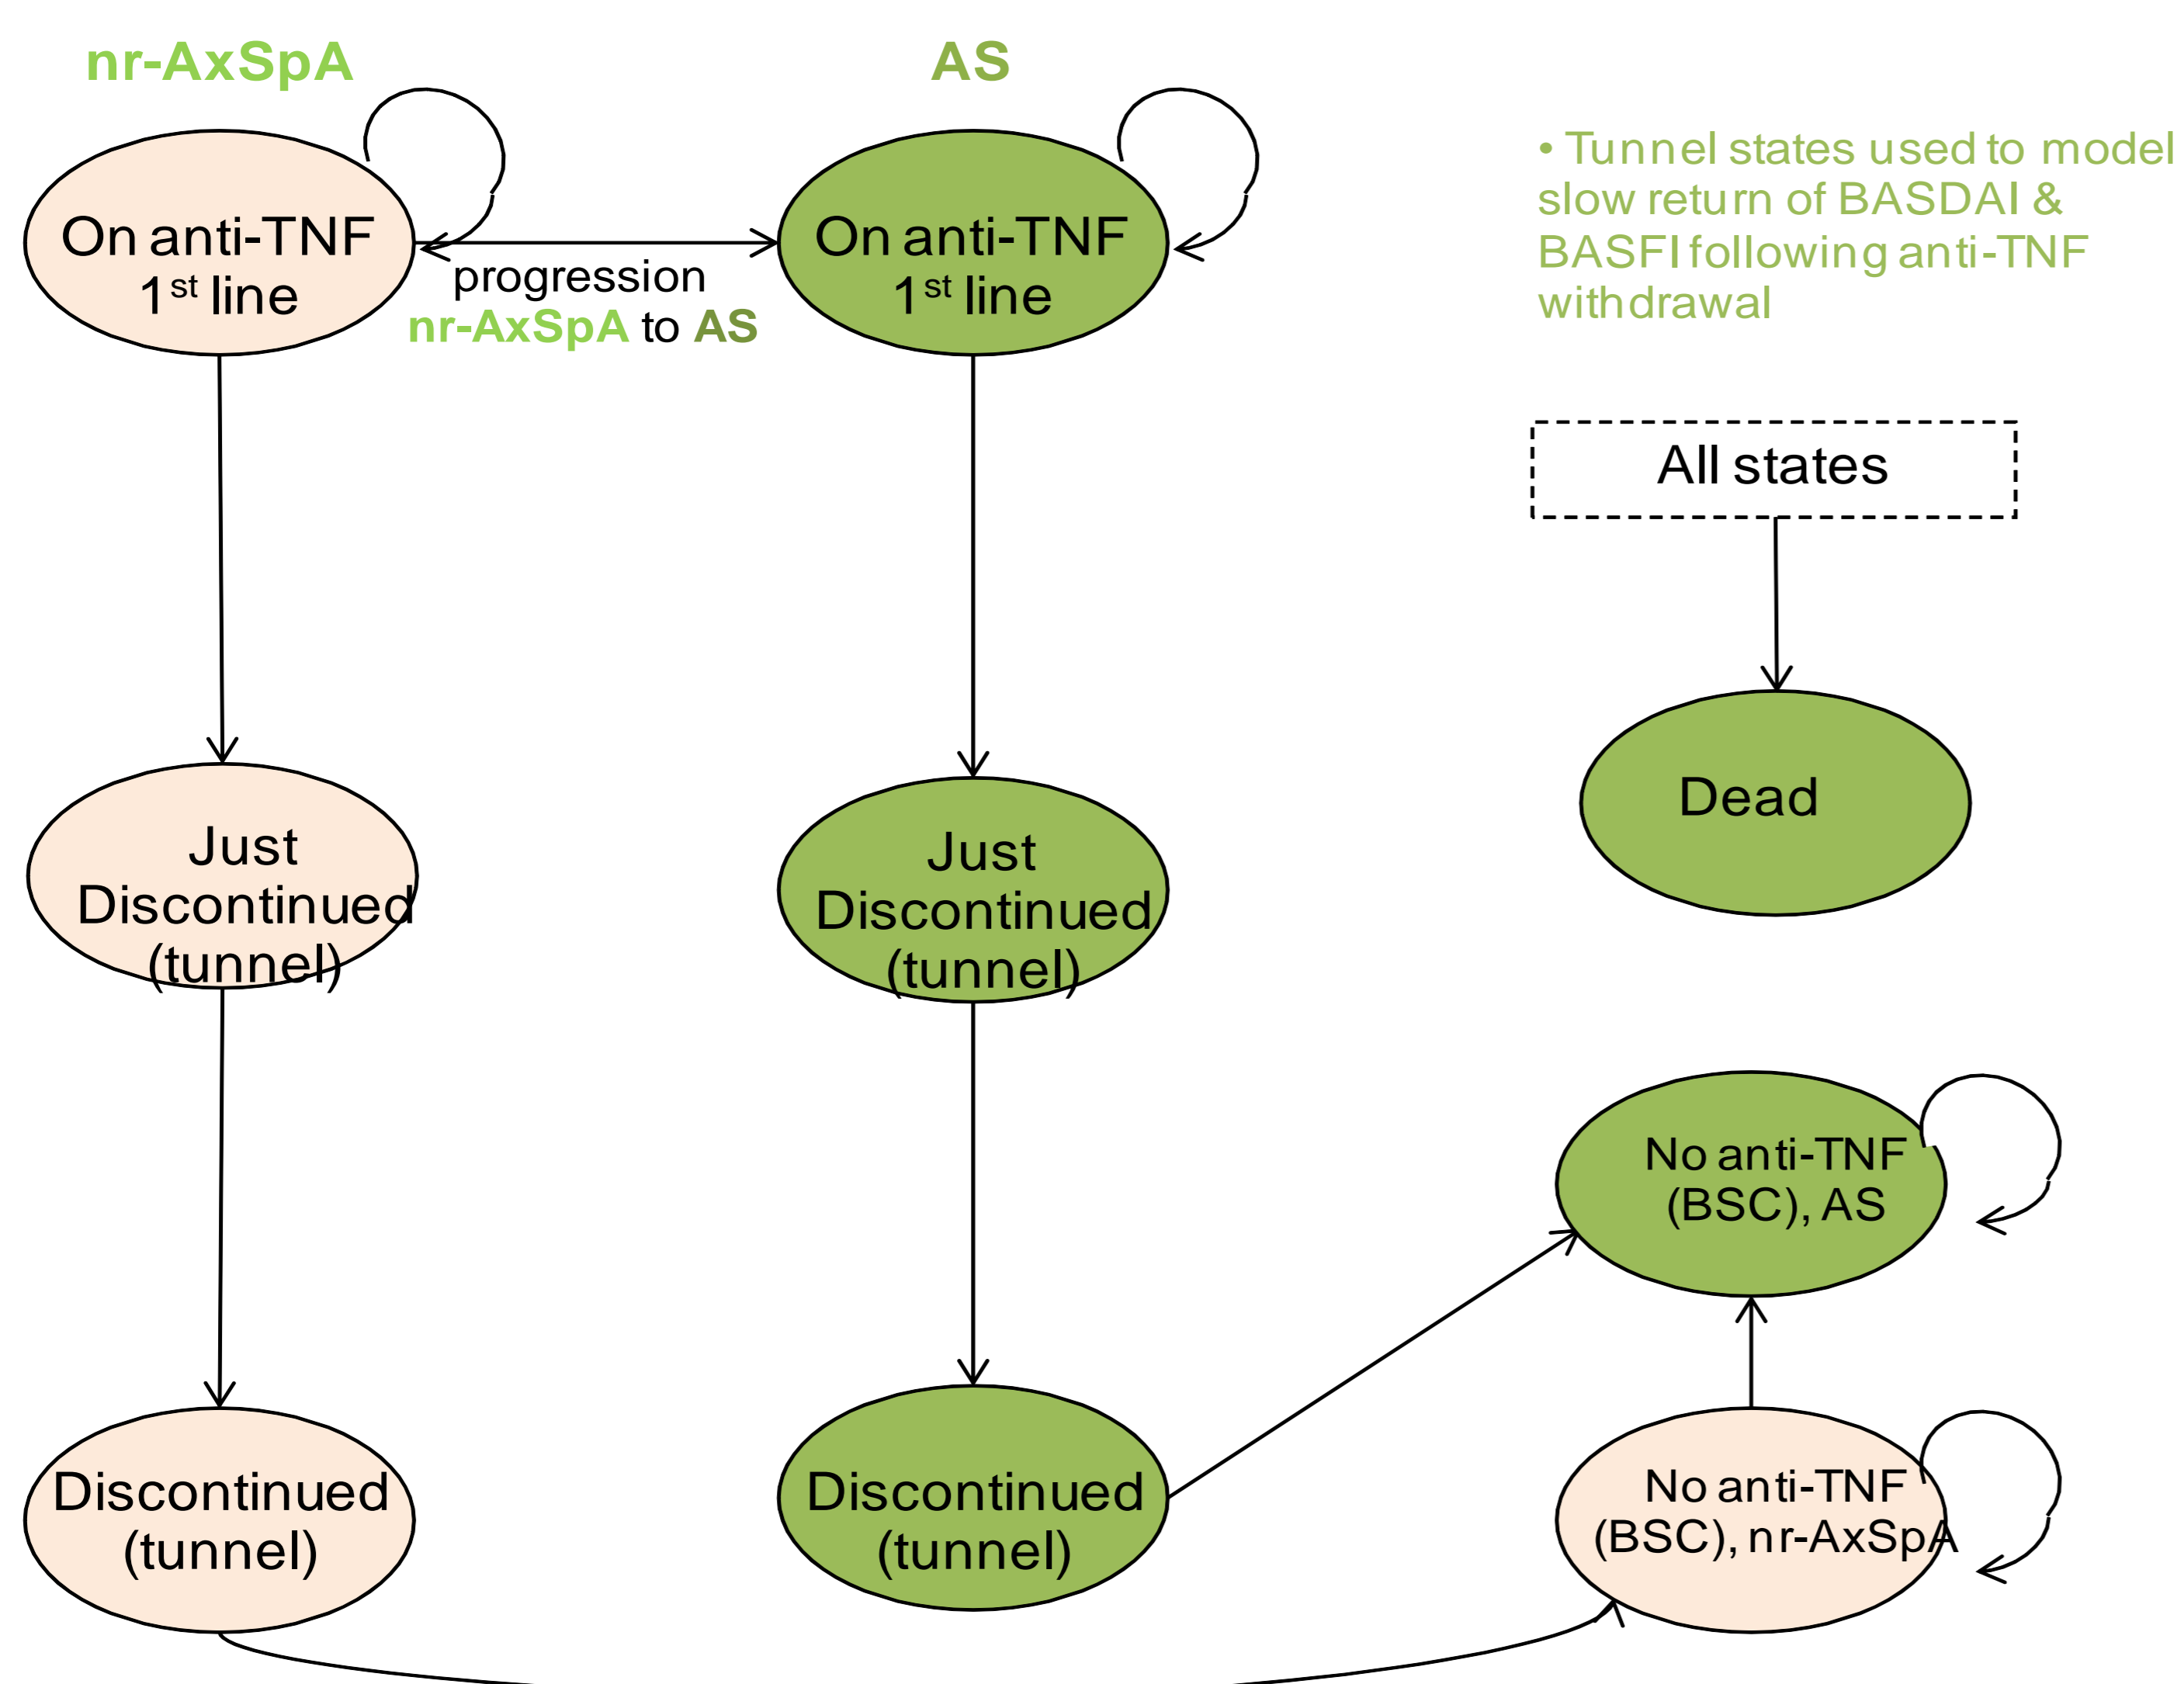 nr-AxSpA
AS
On anti-TNF
1st line
progression
nr-AxSpA to AS
On anti-TNF
1st line
• Tunnel states used to model
slow return of BASDAI &
BASFI following anti-TNF
withdrawal
All states
Dead
Just
Discontinued
(tunnel)
Just
Discontinued
(tunnel)
No anti-TNF
(BSC), AS
Discontinued
(tunnel)
Discontinued
(tunnel)
No anti-TNF
(BSC), nr-AxSpA